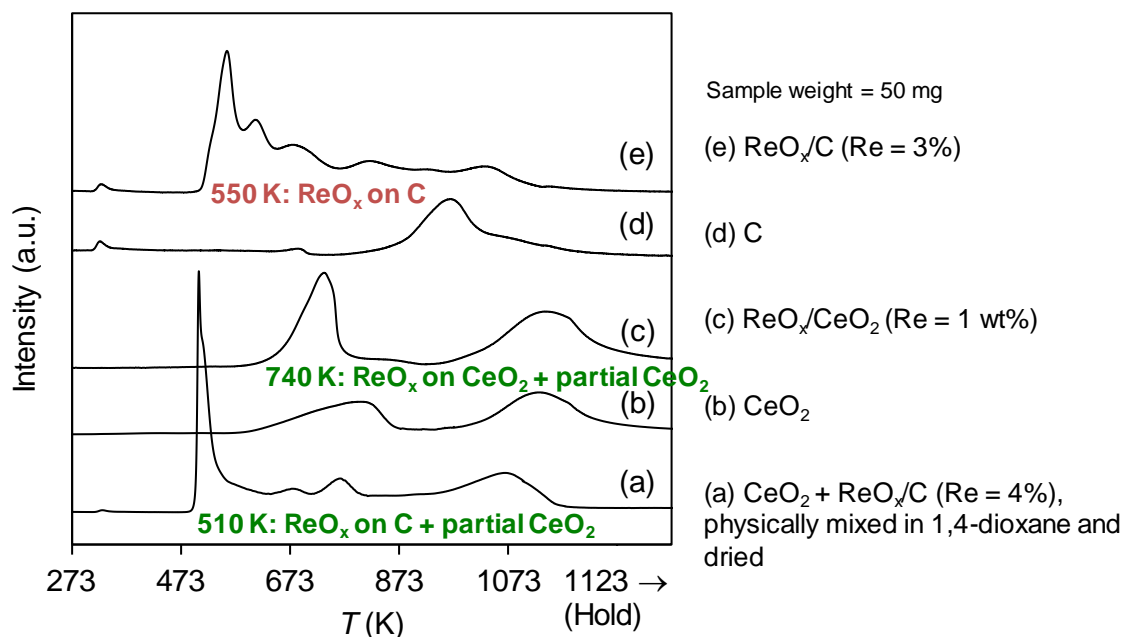 Sample weight = 50 mg
(e)
(e) ReOₓ/C (Re = 3%)
550 K: ReOₓ on C
(d)
(d) C
(c)
(c) ReOₓ/CeO₂ (Re = 1 wt%)
740 K: ReOₓ on CeO₂ + partial CeO₂
(b)
(b) CeO₂
(a)
(a) CeO₂ + ReOₓ/C (Re = 4%),
physically mixed in 1,4-dioxane and
dried
510 K: ReOₓ on C + partial CeO₂
Intensity (a.u.)
273 473 673 873 1073 1123 →
(Hold)
T (K)